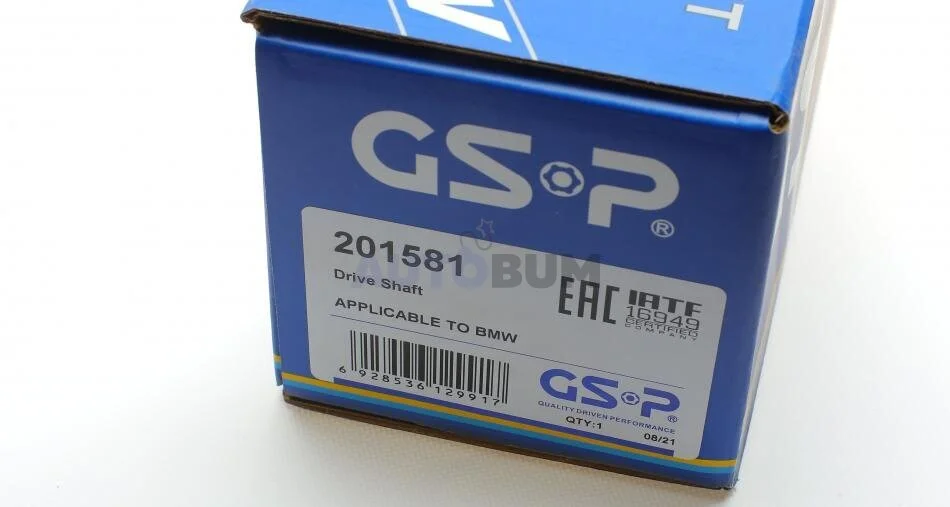 W
T
GSP®
201581
Drive Shaft
APPLICABLE TO BMW
AUTOBUM
EAC
IATF
16949
CERTIFIED
COMPANY
6 928536 129917
GSP®
QUALITY DRIVEN PERFORMANCE
QTY:1
08/21